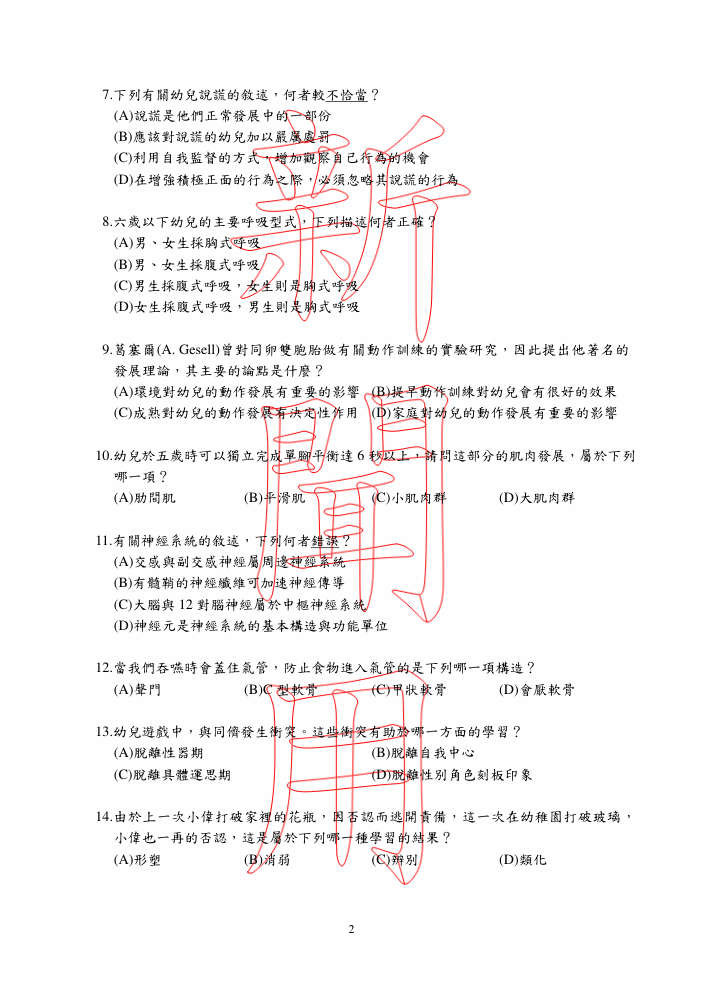 7.下列有關幼兒說謊的敘述，何者較不恰當？
(A)說謊是他們正常發展中的一部份
(B)應該對說謊的幼兒加以嚴厲處罰
(C)利用自我監督的方式，增加觀察自己行為的機會
(D)在增強積極正面的行為之際，必須忽略其說謊的行為
8.六歲以下幼兒的主要呼吸型式，下列描述何者正確？
(A)男、女生採胸式呼吸
(B)男、女生採腹式呼吸
(C)男生採腹式呼吸，女生則是胸式呼吸
(D)女生採腹式呼吸，男生則是胸式呼吸
9.葛塞爾(A. Gesell)曾對同卵雙胞胎做有關動作訓練的實驗研究，因此提出他著名的
發展理論，其主要的論點是什麼？
(A)環境對幼兒的動作發展有重要的影響 (B)提早動作訓練對幼兒會有很好的效果
(C)成熟對幼兒的動作發展有決定性作用 (D)家庭對幼兒的動作發展有重要的影響
10.幼兒於五歲時可以獨立完成單腳平衡達 6 秒以上，請問這部分的肌肉發展，屬於下列
哪一項？
(A)肋間肌 (B)平滑肌 (C)小肌肉群 (D)大肌肉群
11.有關神經系統的敘述，下列何者錯誤？
(A)交感與副交感神經屬周邊神經系統
(B)有髓鞘的神經纖維可加速神經傳導
(C)大腦與 12 對腦神經屬於中樞神經系統
(D)神經元是神經系統的基本構造與功能單位
12.當我們吞嚥時會蓋住氣管，防止食物進入氣管的是下列哪一項構造？
(A)聲門 (B)C 型軟骨 (C)甲狀軟骨 (D)會厭軟骨
13.幼兒遊戲中，與同儕發生衝突。這些衝突有助於哪一方面的學習？
(A)脫離性器期 (B)脫離自我中心
(C)脫離具體運思期 (D)脫離性別角色刻板印象
14.由於上一次小偉打破家裡的花瓶，因否認而逃開責備，這一次在幼稚園打破玻璃，
小偉也一再的否認，這是屬於下列哪一種學習的結果？
(A)形塑 (B)消弱 (C)辨別 (D)類化
新
聞
用
2